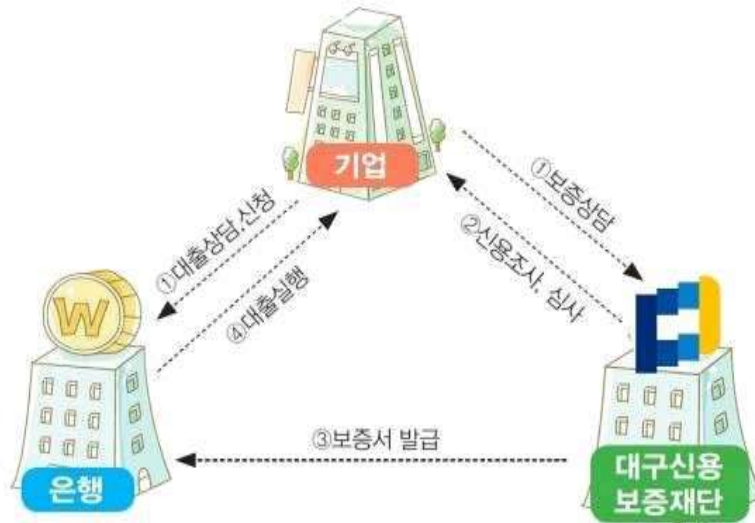 기업
①대출상담,신청
④대출실행
①보증상담
②신용조사, 심사
W
③보증서 발급
은행
대구신용
보증재단